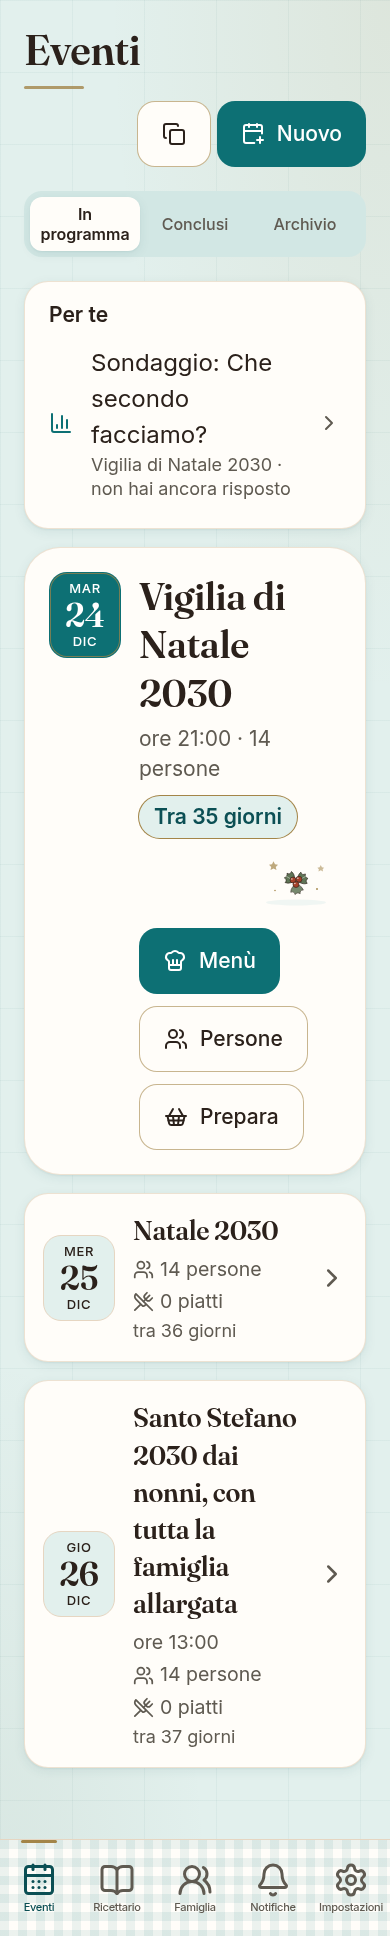 Eventi
Nuovo
In
programma
Conclusi
Archivio
Per te
Sondaggio: Che
secondo
facciamo?
Vigilia di Natale 2030 ·
non hai ancora risposto
MAR
24
DIC
Vigilia di
Natale
2030
ore 21:00 · 14
persone
Tra 35 giorni
Menù
Persone
Prepara
MER
25
DIC
Natale 2030
14 persone
0 piatti
tra 36 giorni
GIO
26
DIC
Santo Stefano
2030 dai
nonni, con
tutta la
famiglia
allargata
ore 13:00
14 persone
0 piatti
tra 37 giorni
Eventi
Ricettario
Famiglia
Notifiche
Impostazioni